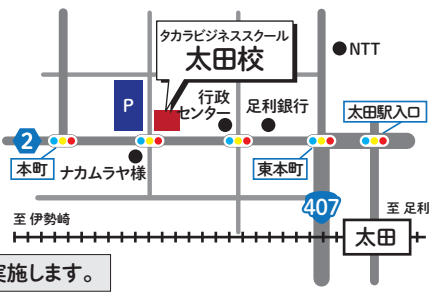 タカラビジネススクール
太田校
NTT
P
行政
センター
足利銀行
太田駅入口
2
本町
ナカムラヤ様
東本町
407
至 伊勢崎
至 足利
太田
実施します。